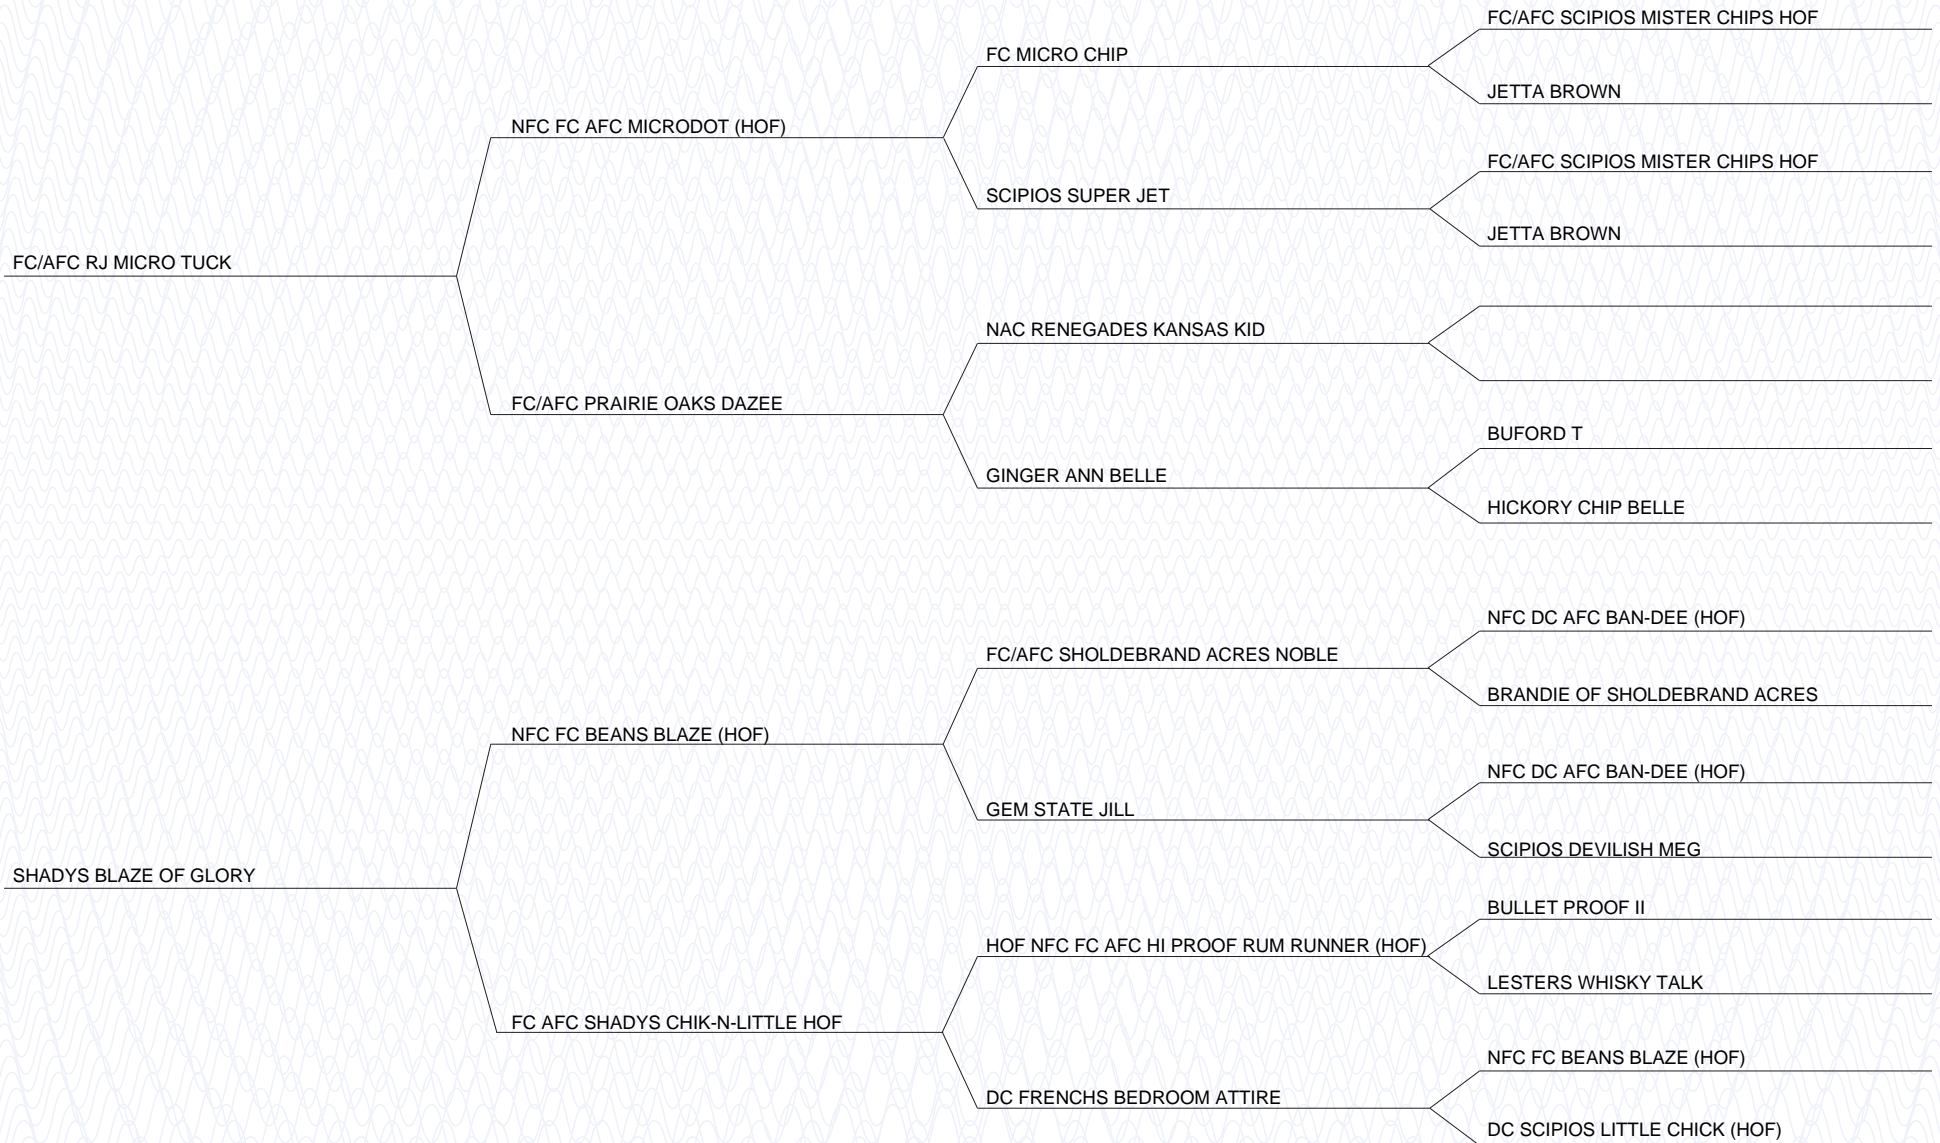 FC/AFC SCIPIOS MISTER CHIPS HOF
FC MICRO CHIP
JETTA BROWN
NFC FC AFC MICRODOT (HOF)
FC/AFC SCIPIOS MISTER CHIPS HOF
SCIPIOS SUPER JET
JETTA BROWN
FC/AFC RJ MICRO TUCK
NAC RENEGADES KANSAS KID
FC/AFC PRAIRIE OAKS DAZEE
BUFORD T
GINGER ANN BELLE
HICKORY CHIP BELLE
NFC DC AFC BAN-DEE (HOF)
FC/AFC SHOLDEBRAND ACRES NOBLE
BRANDIE OF SHOLDEBRAND ACRES
NFC FC BEANS BLAZE (HOF)
NFC DC AFC BAN-DEE (HOF)
GEM STATE JILL
SCIPIOS DEVILISH MEG
SHADYS BLAZE OF GLORY
BULLET PROOF II
HOF NFC FC AFC HI PROOF RUM RUNNER (HOF)
LESTERS WHISKY TALK
FC AFC SHADYS CHIK-N-LITTLE HOF
NFC FC BEANS BLAZE (HOF)
DC FRENCHS BEDROOM ATTIRE
DC SCIPIOS LITTLE CHICK (HOF)